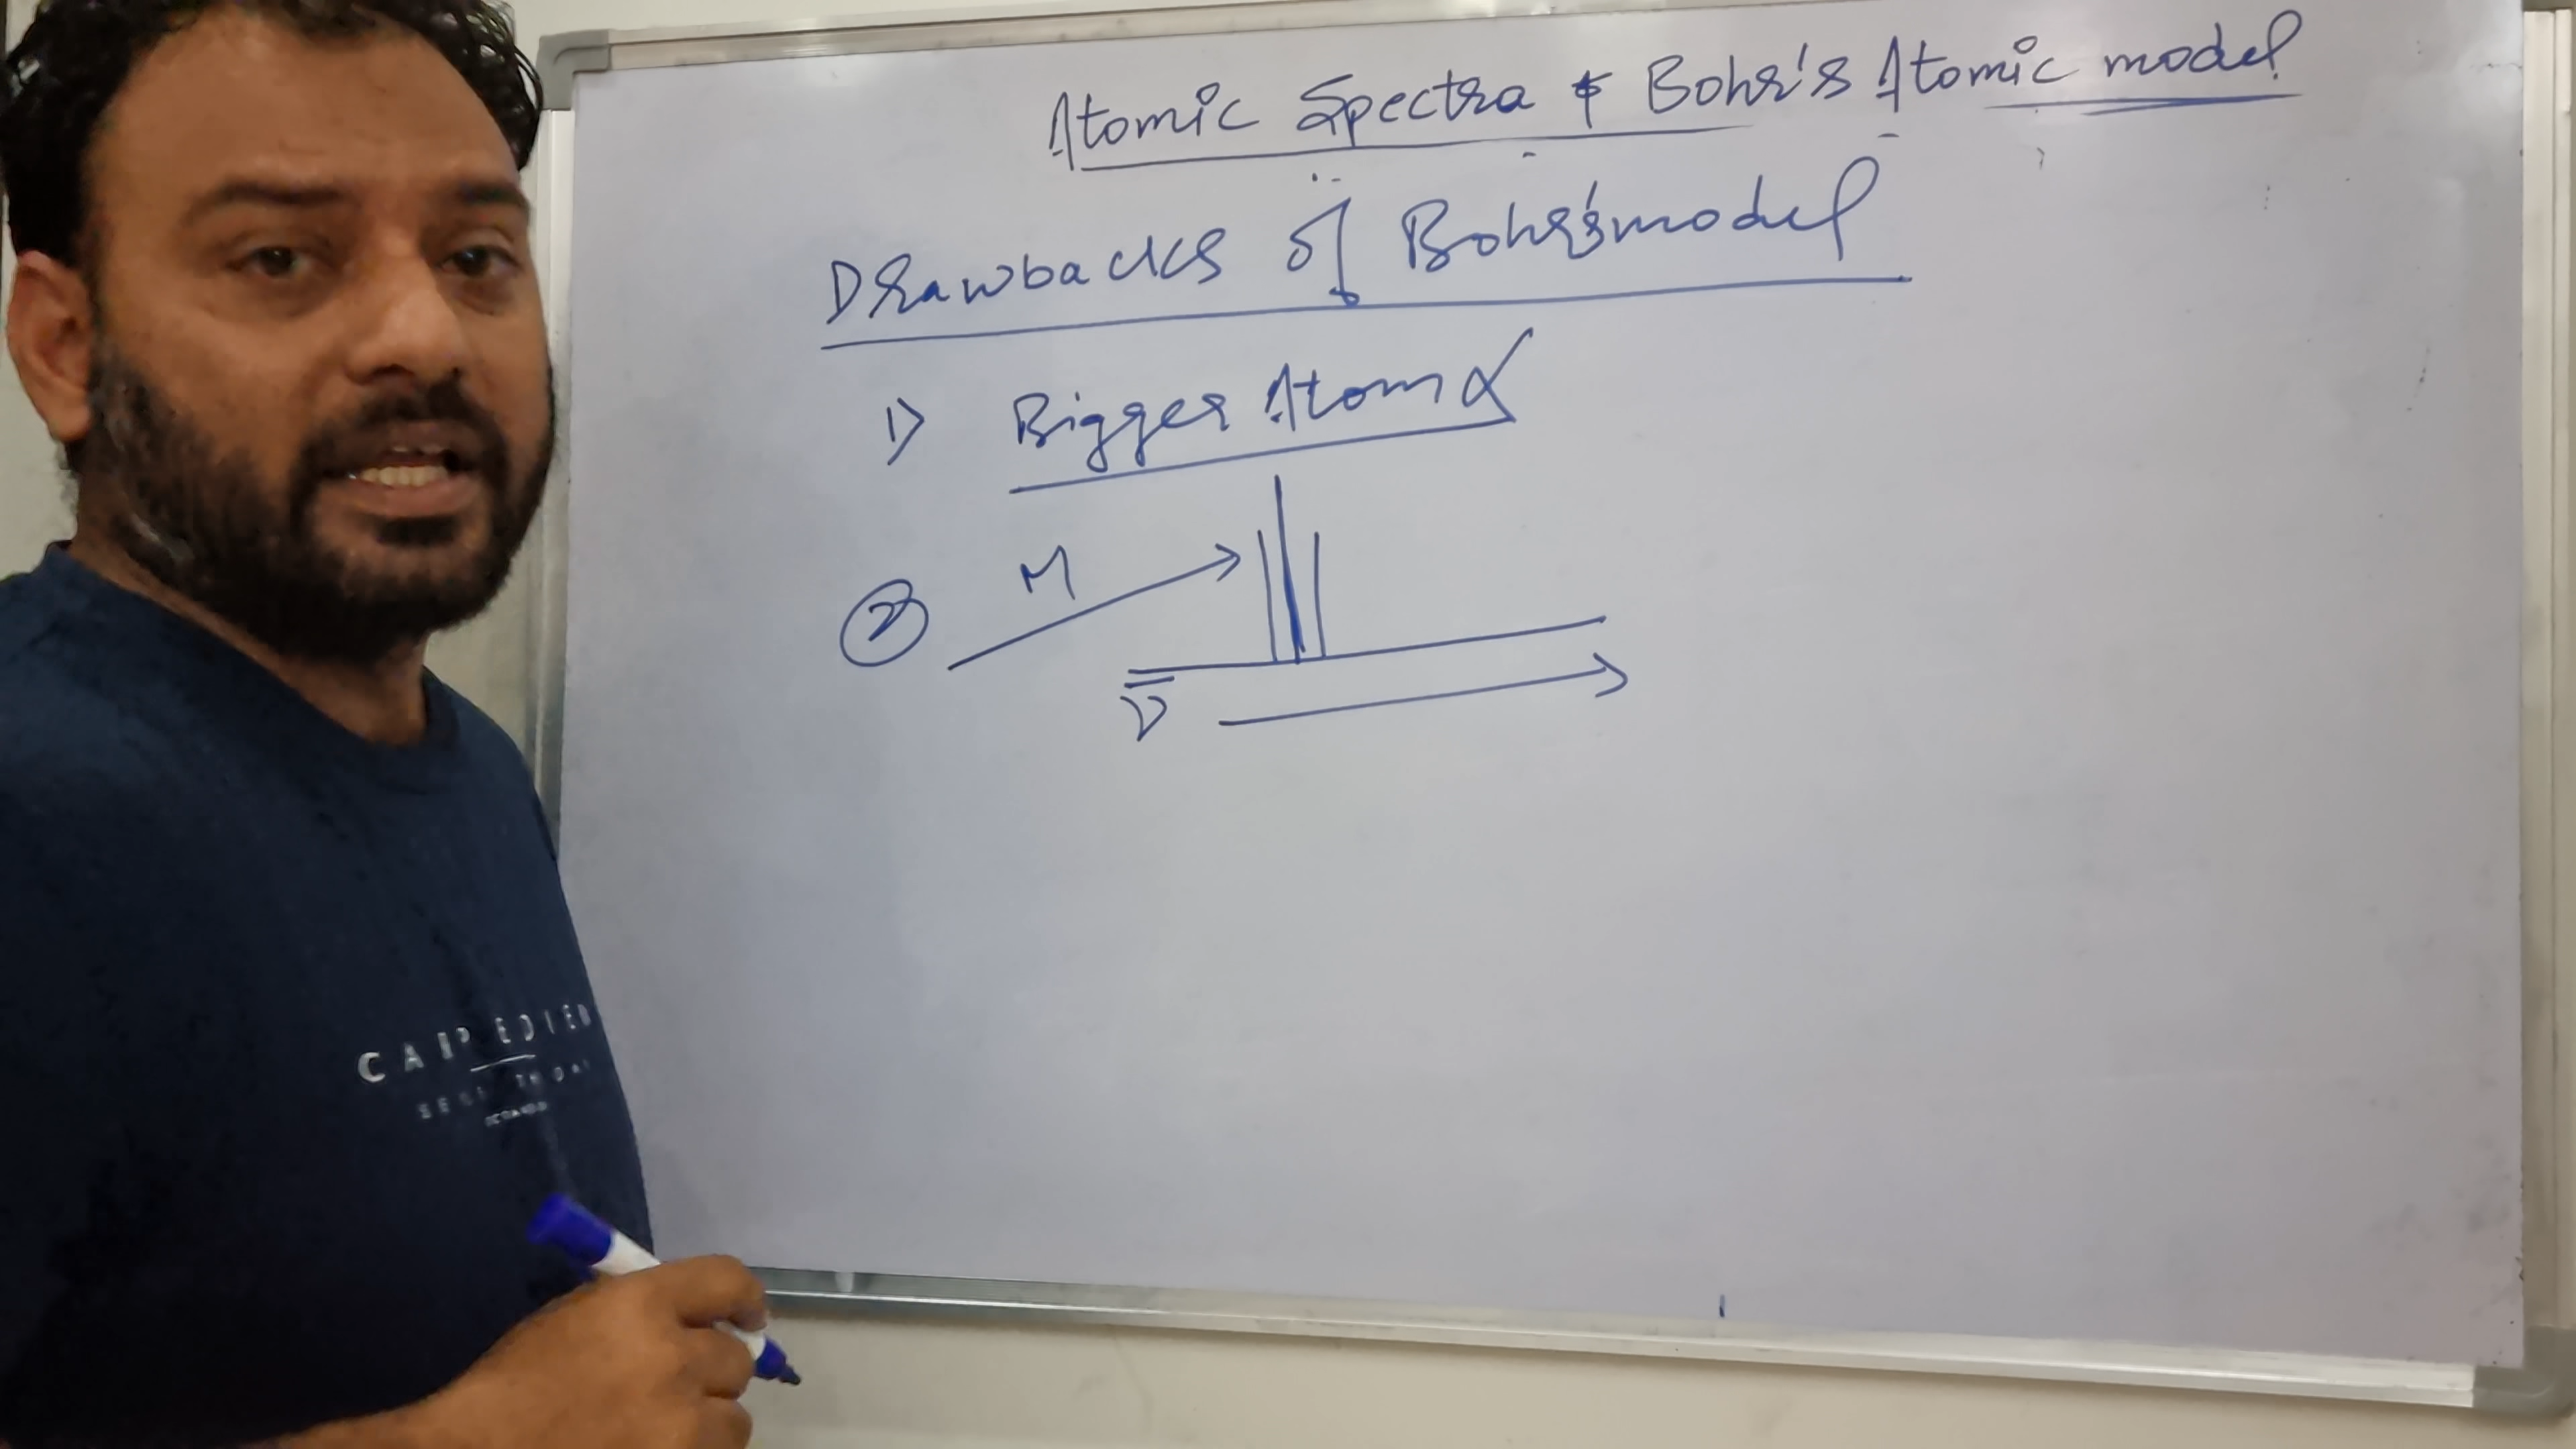 Atomic Spectra & Bohr's Atomic model
Drawbacks of Bohr's model
1) Bigger Atom
② M
ν̅
CARPE DIEM